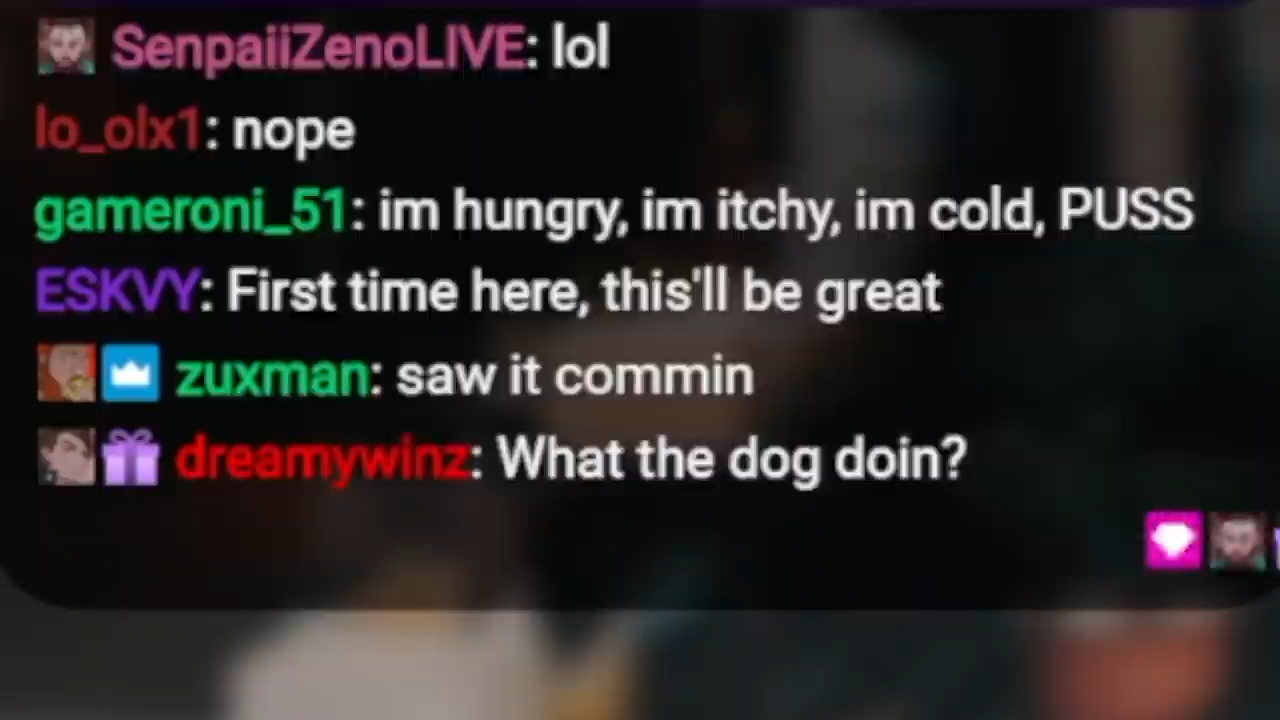 SenpaiiZenoLIVE: lol
lo_olx1: nope
gameroni_51: im hungry, im itchy, im cold, PUSS
ESKVY: First time here, this'll be great
zuxman: saw it commin
dreamywinz: What the dog doin?